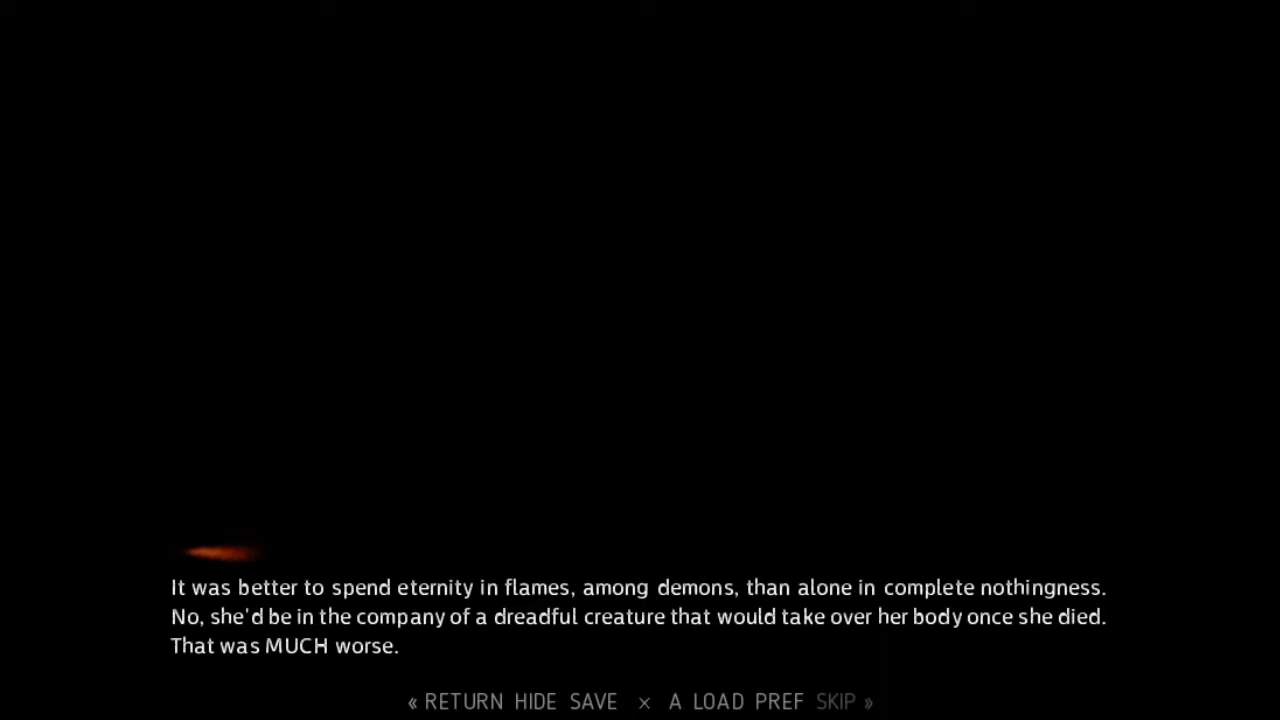 It was better to spend eternity in flames, among demons, than alone in complete nothingness.
No, she'd be in the company of a dreadful creature that would take over her body once she died.
That was MUCH worse.
« RETURN HIDE SAVE × A LOAD PREF SKIP »